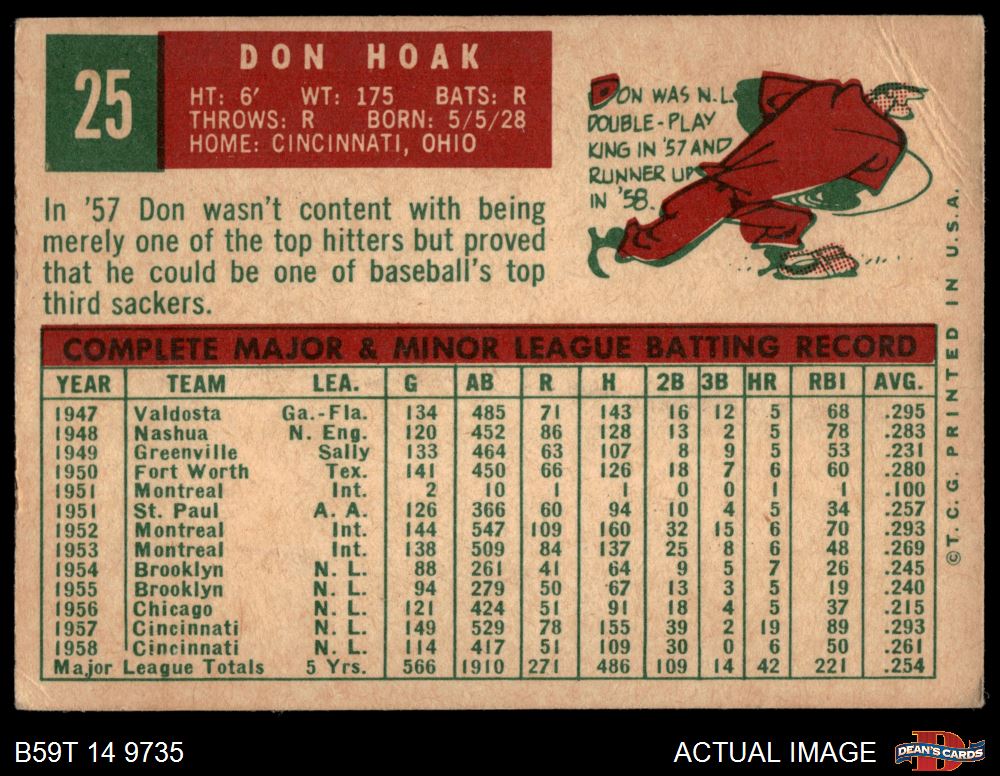 25
DON HOAK
HT: 6' WT: 175 BATS: R
THROWS: R BORN: 5/5/28
HOME: CINCINNATI, OHIO
DON WAS N.L.
DOUBLE-PLAY
KING IN '57 AND
RUNNER UP
IN '58.
In '57 Don wasn't content with being
merely one of the top hitters but proved
that he could be one of baseball's top
third sackers.
COMPLETE MAJOR & MINOR LEAGUE BATTING RECORD
YEAR TEAM LEA. G AB R H 2B 3B HR RBI AVG.
1947 Valdosta Ga.-Fla. 134 485 71 143 16 12 5 68 .295
1948 Nashua N. Eng. 120 452 86 128 13 2 5 78 .283
1949 Greenville Sally 133 464 63 107 8 9 5 53 .231
1950 Fort Worth Tex. 141 450 66 126 18 7 6 60 .280
1951 Montreal Int. 2 10 1 1 0 0 1 1 .100
1951 St. Paul A. A. 126 366 60 94 10 4 5 34 .257
1952 Montreal Int. 144 547 109 160 32 15 6 70 .293
1953 Montreal Int. 138 509 84 137 25 8 6 48 .269
1954 Brooklyn N. L. 88 261 41 64 9 5 7 26 .245
1955 Brooklyn N. L. 94 279 50 67 13 3 5 19 .240
1956 Chicago N. L. 121 424 51 91 18 4 5 37 .215
1957 Cincinnati N. L. 149 529 78 155 39 2 19 89 .293
1958 Cincinnati N. L. 114 417 51 109 30 0 6 50 .261
Major League Totals 5 Yrs. 566 1910 271 486 109 14 42 221 .254
©T.C.G. PRINTED IN U.S.A.
B59T 14 9735
ACTUAL IMAGE
D
DEAN'S CARDS